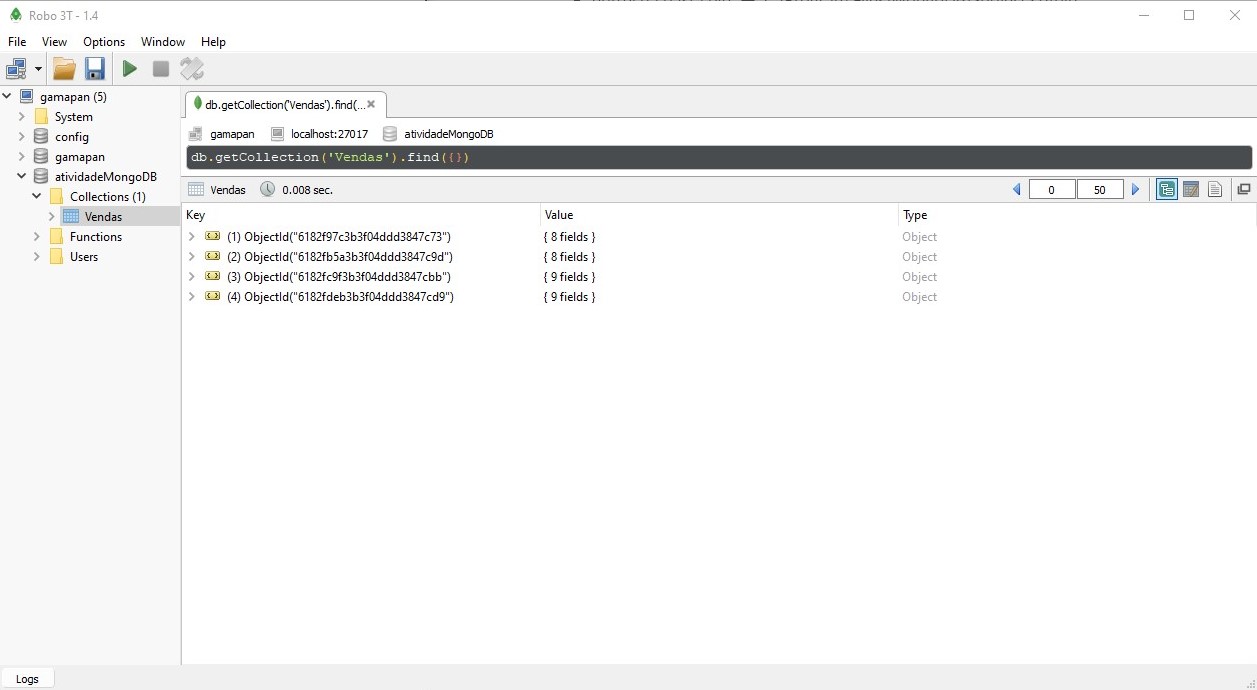 Robo 3T - 1.4
File View Options Window Help
gamapan (5)
System
config
gamapan
atividadeMongoDB
Collections (1)
Vendas
Functions
Users
db.getCollection('Vendas').find(...
gamapan localhost:27017 atividadeMongoDB
db.getCollection('Vendas').find({})
Vendas 0.008 sec. 0 50
Key Value Type
(1) ObjectId("6182f97c3b3f04ddd3847c73") { 8 fields } Object
(2) ObjectId("6182fb5a3b3f04ddd3847c9d") { 8 fields } Object
(3) ObjectId("6182fc9f3b3f04ddd3847cbb") { 9 fields } Object
(4) ObjectId("6182fdeb3b3f04ddd3847cd9") { 9 fields } Object
Logs